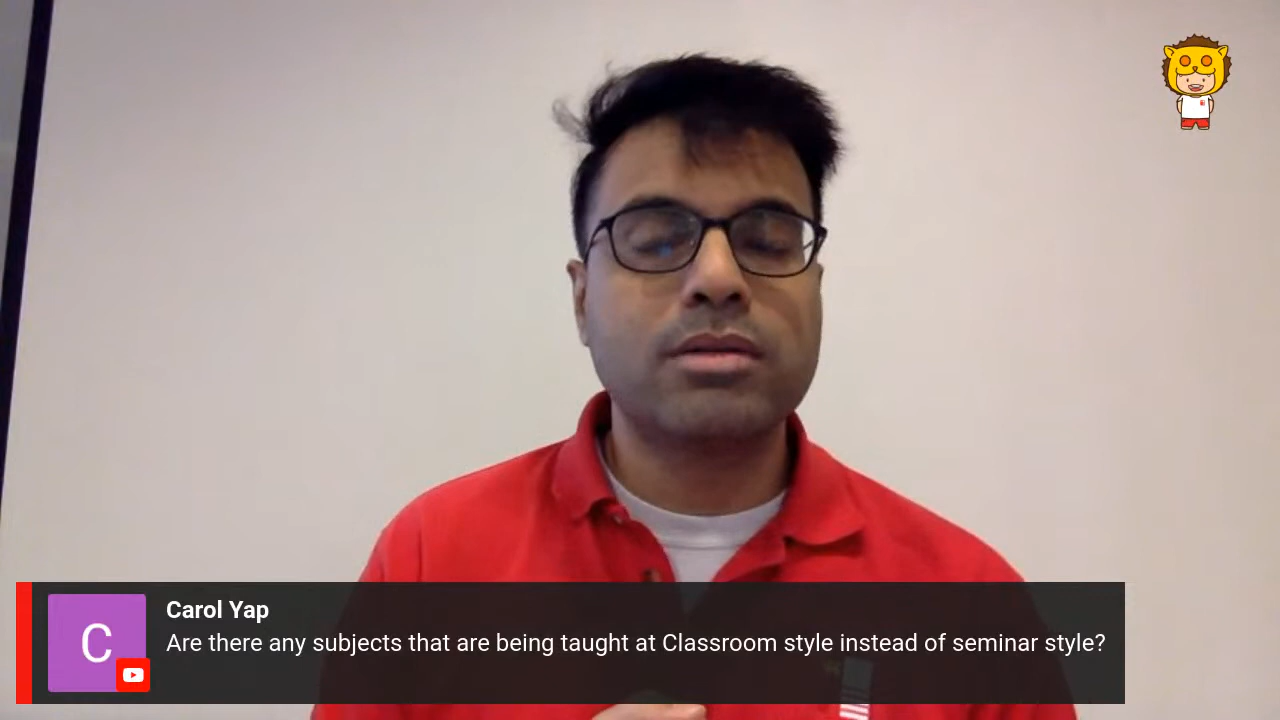 Carol Yap
C
Are there any subjects that are being taught at Classroom style instead of seminar style?